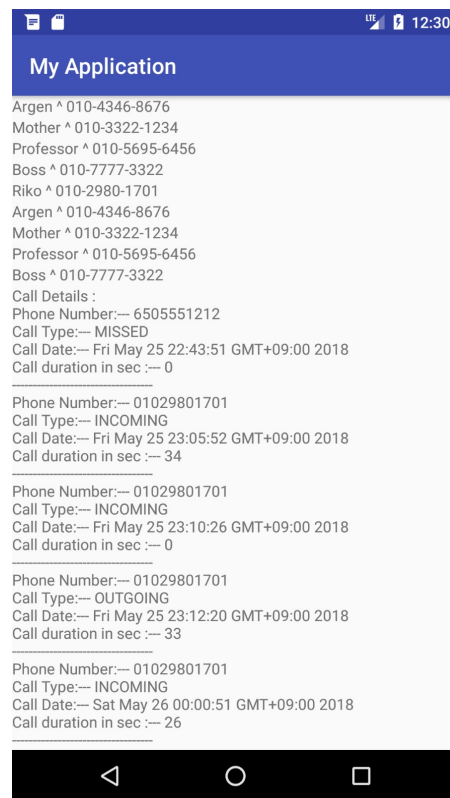 LTE 12:30
My Application
Argen ^ 010-4346-8676
Mother ^ 010-3322-1234
Professor ^ 010-5695-6456
Boss ^ 010-7777-3322
Riko ^ 010-2980-1701
Argen ^ 010-4346-8676
Mother ^ 010-3322-1234
Professor ^ 010-5695-6456
Boss ^ 010-7777-3322
Call Details :
Phone Number:--- 6505551212
Call Type:--- MISSED
Call Date:--- Fri May 25 22:43:51 GMT+09:00 2018
Call duration in sec :--- 0
----------------------------------
Phone Number:--- 01029801701
Call Type:--- INCOMING
Call Date:--- Fri May 25 23:05:52 GMT+09:00 2018
Call duration in sec :--- 34
----------------------------------
Phone Number:--- 01029801701
Call Type:--- INCOMING
Call Date:--- Fri May 25 23:10:26 GMT+09:00 2018
Call duration in sec :--- 0
----------------------------------
Phone Number:--- 01029801701
Call Type:--- OUTGOING
Call Date:--- Fri May 25 23:12:20 GMT+09:00 2018
Call duration in sec :--- 33
----------------------------------
Phone Number:--- 01029801701
Call Type:--- INCOMING
Call Date:--- Sat May 26 00:00:51 GMT+09:00 2018
Call duration in sec :--- 26
----------------------------------